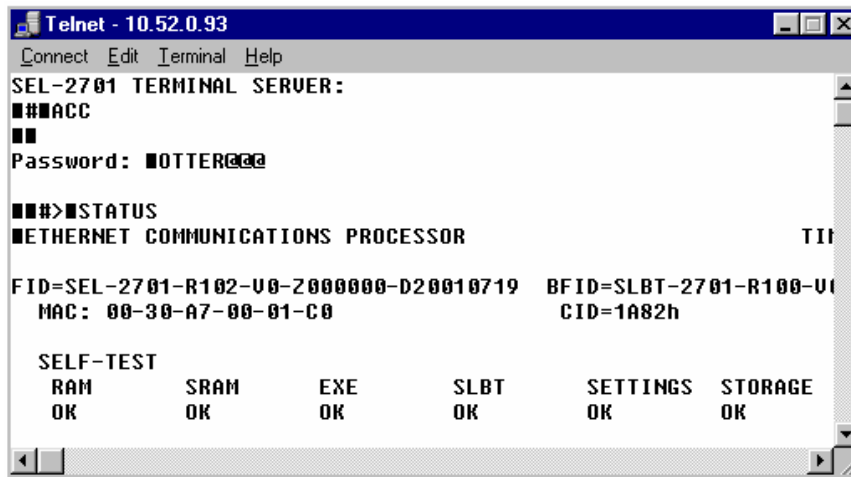 Telnet - 10.52.0.93
Connect Edit Terminal Help
SEL-2701 TERMINAL SERVER:
■#■ACC
■■
Password: ■OTTER@@@
■■#>■STATUS
■ETHERNET COMMUNICATIONS PROCESSOR
FID=SEL-2701-R102-V0-Z000000-D20010719 BFID=SLBT-2701-R100-V
MAC: 00-30-A7-00-01-C0 CID=1A82h
SELF-TEST
RAM SRAM EXE SLBT SETTINGS STORAGE
OK OK OK OK OK OK